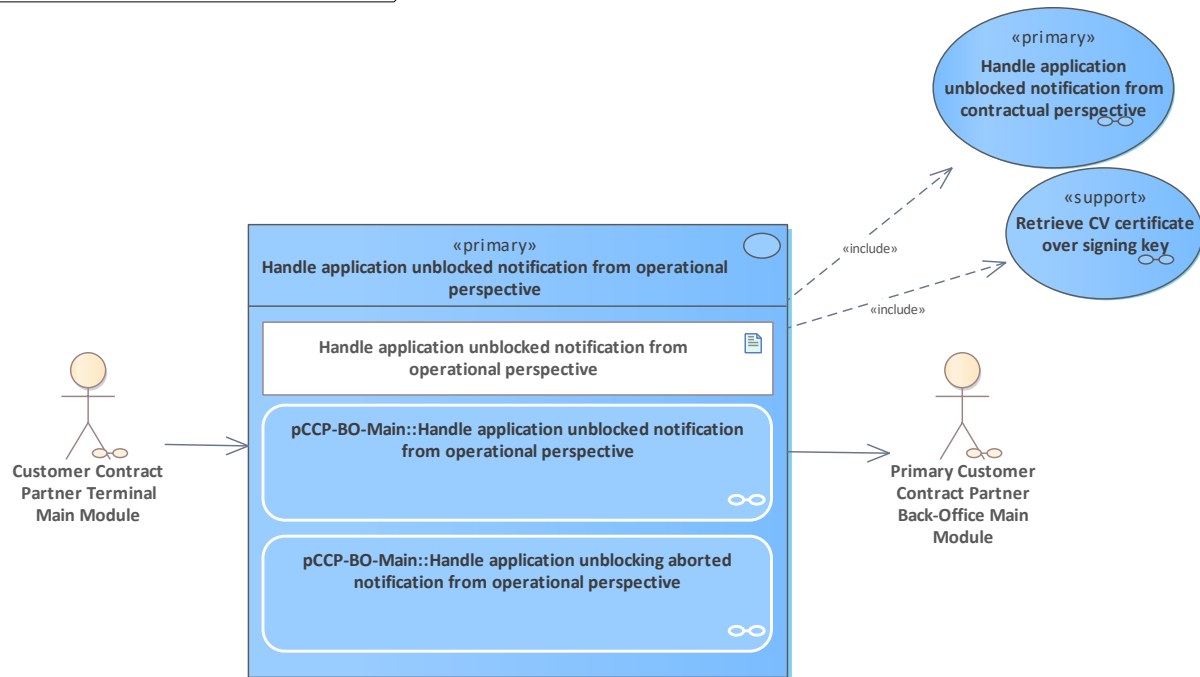 «primary»
Handle application
unblocked notification from
contractual perspective
«support»
Retrieve CV certificate
over signing key
«include»
«include»
«primary»
Handle application unblocked notification from operational
perspective
Handle application unblocked notification from
operational perspective
pCCP-BO-Main::Handle application unblocked notification
from operational perspective
pCCP-BO-Main::Handle application unblocking aborted
notification from operational perspective
Customer Contract
Partner Terminal
Main Module
Primary Customer
Contract Partner
Back-Office Main
Module